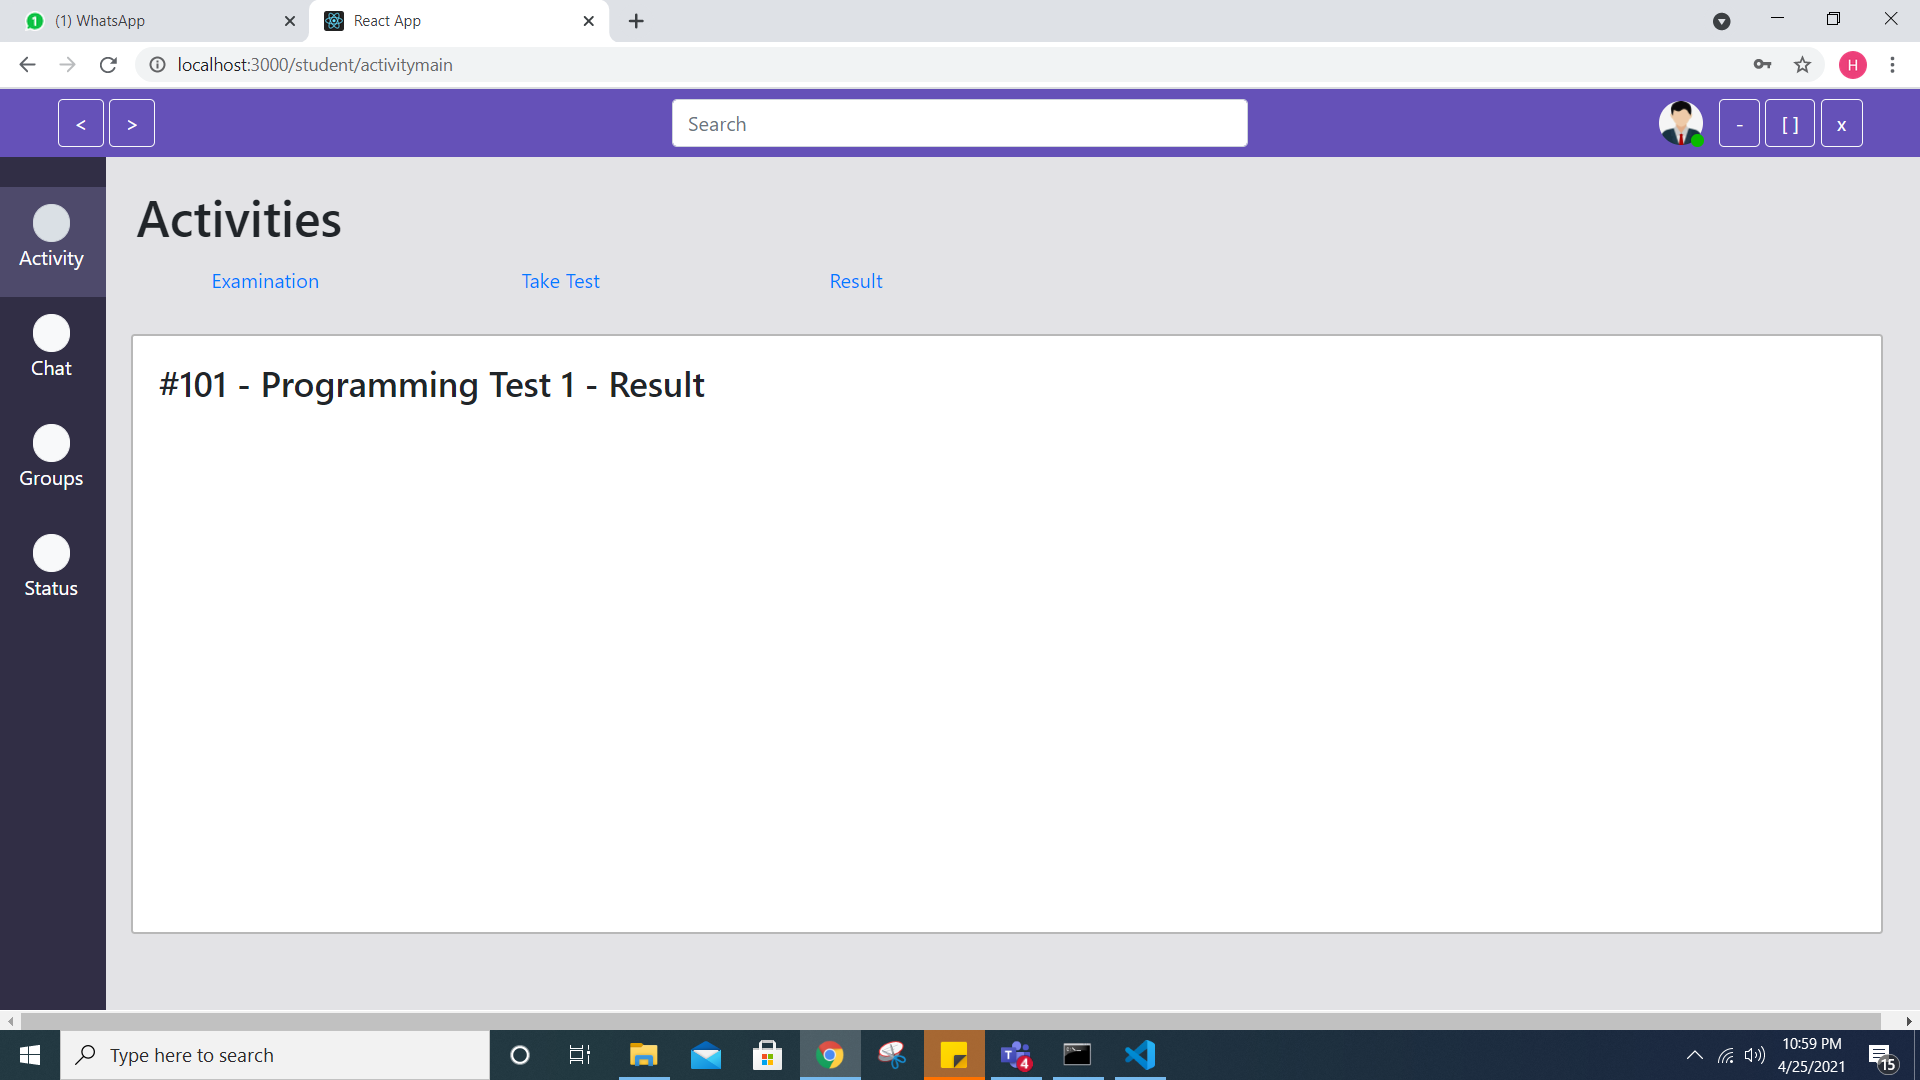 (1) WhatsApp
React App
localhost:3000/student/activitymain
H
< >
Search
- [ ] x
Activity
Chat
Groups
Status
Activities
Examination Take Test Result
#101 - Programming Test 1 - Result
Type here to search
4
10:59 PM
4/25/2021
15